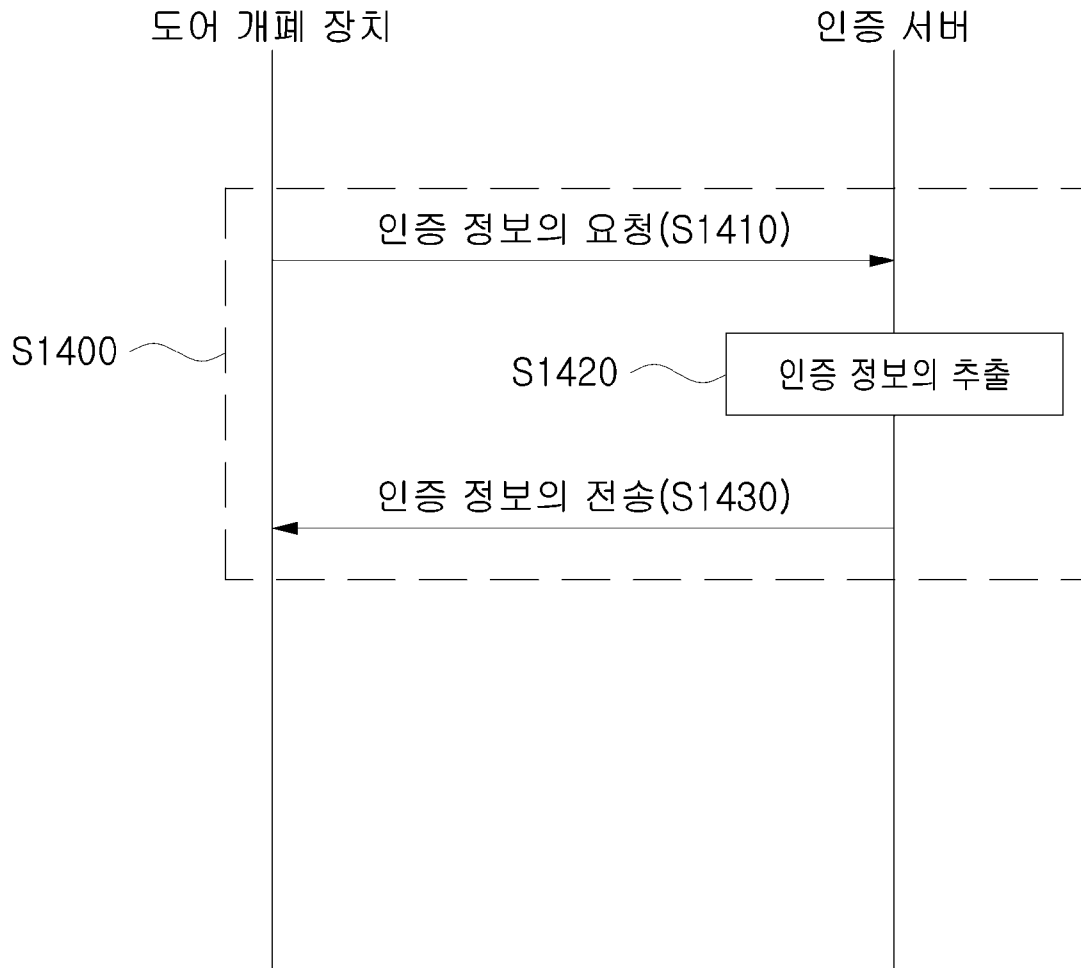 도어 개폐 장치
인증 서버
인증 정보의 요청(S1410)
S1400
S1420
인증 정보의 추출
인증 정보의 전송(S1430)